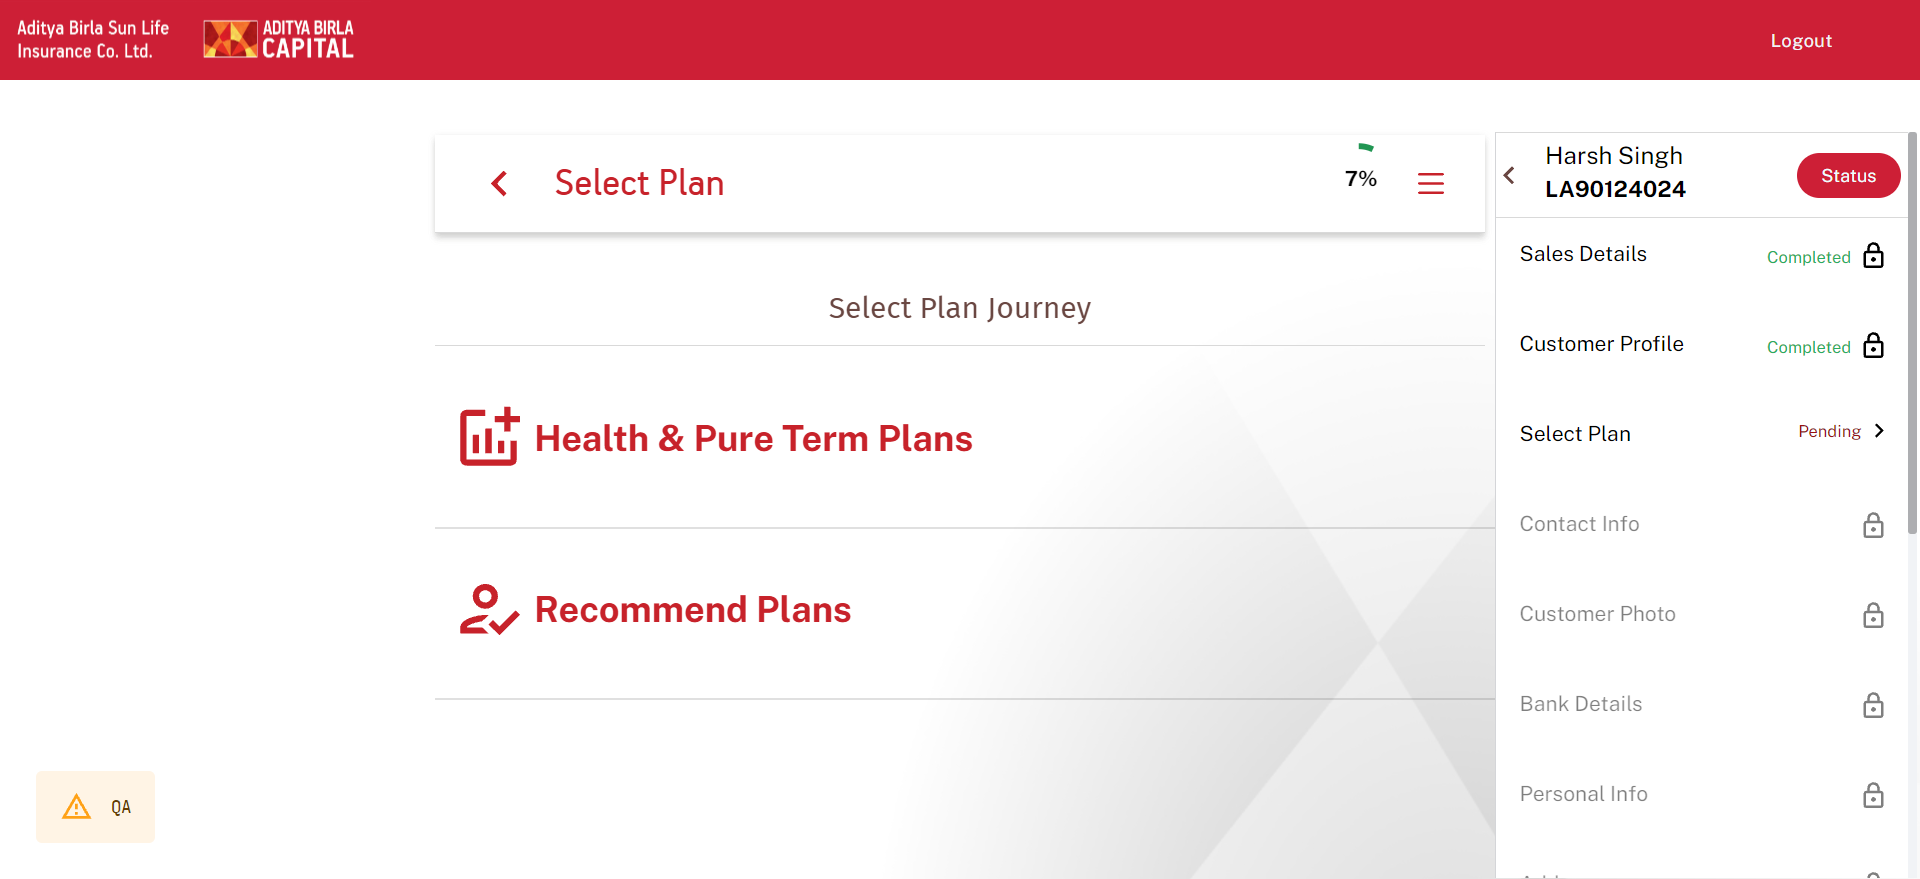 Aditya Birla Sun Life
Insurance Co. Ltd.
ADITYA BIRLA
CAPITAL
Logout
Select Plan
7%
Select Plan Journey
Health & Pure Term Plans
Recommend Plans
QA
Harsh Singh
LA90124024
Status
Sales Details
Completed
Customer Profile
Completed
Select Plan
Pending
Contact Info
Customer Photo
Bank Details
Personal Info